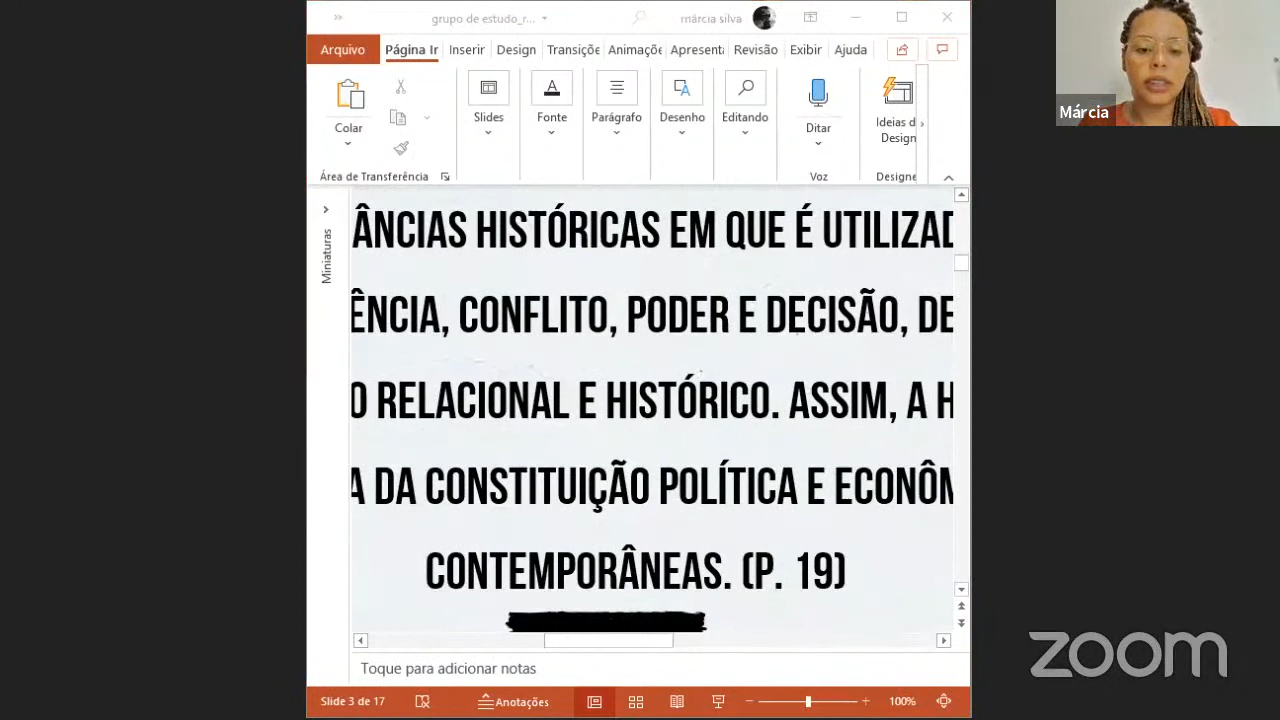 grupo de estudo_r...
márcia silva
Arquivo
Página Ir
Inserir
Design
Transiçõe
Animaçõe
Apresenta
Revisão
Exibir
Ajuda
Colar
Slides
Fonte
Parágrafo
Desenho
Editando
Ditar
Ideias d
Design
Área de Transferência
Voz
Designe
Márcia
Miniaturas
ÂNCIAS HISTÓRICAS EM QUE É UTILIZAD
ÊNCIA, CONFLITO, PODER E DECISÃO, DE
O RELACIONAL E HISTÓRICO. ASSIM, A H
A DA CONSTITUIÇÃO POLÍTICA E ECONÔM
CONTEMPORÂNEAS. (P. 19)
Toque para adicionar notas
Slide 3 de 17
Anotações
100%
zoom